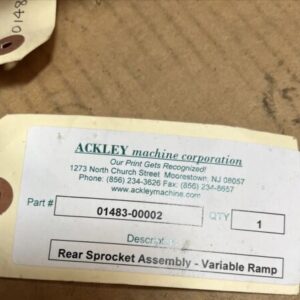 0148
ACKLEY machine corporation
Our Print Gets Recognized!
1273 North Church Street Moorestown, NJ 08057
Phone: (856) 234-3626 Fax: (856) 234-8657
www.ackleymachine.com
Part # 01483-00002 QTY 1
Description
Rear Sprocket Assembly - Variable Ramp